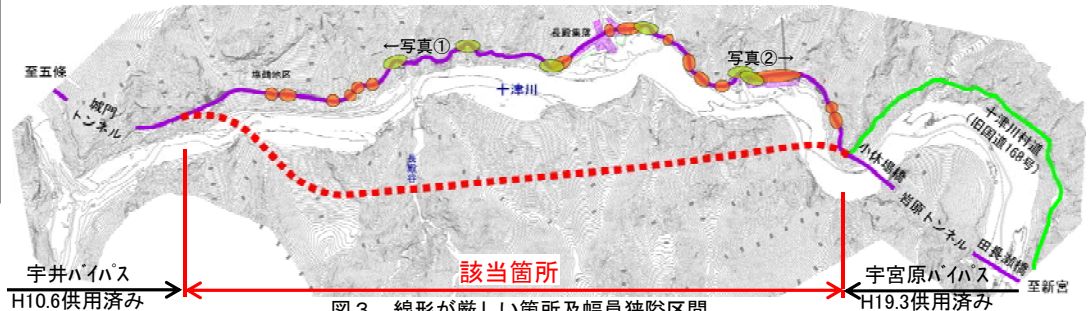 ←写真①
長殿集落
写真②→
至五條
塩鶴地区
城門
トンネル
十津川
長殿谷
十津川村道
(旧国道168号)
小休場橋
岩原トンネル
田長瀬橋
至新宮
宇井バイパス
H10.6供用済み
該当箇所
宇宮原バイパス
H19.3供用済み
図3 線形が厳しい箇所及幅員狭隘区間